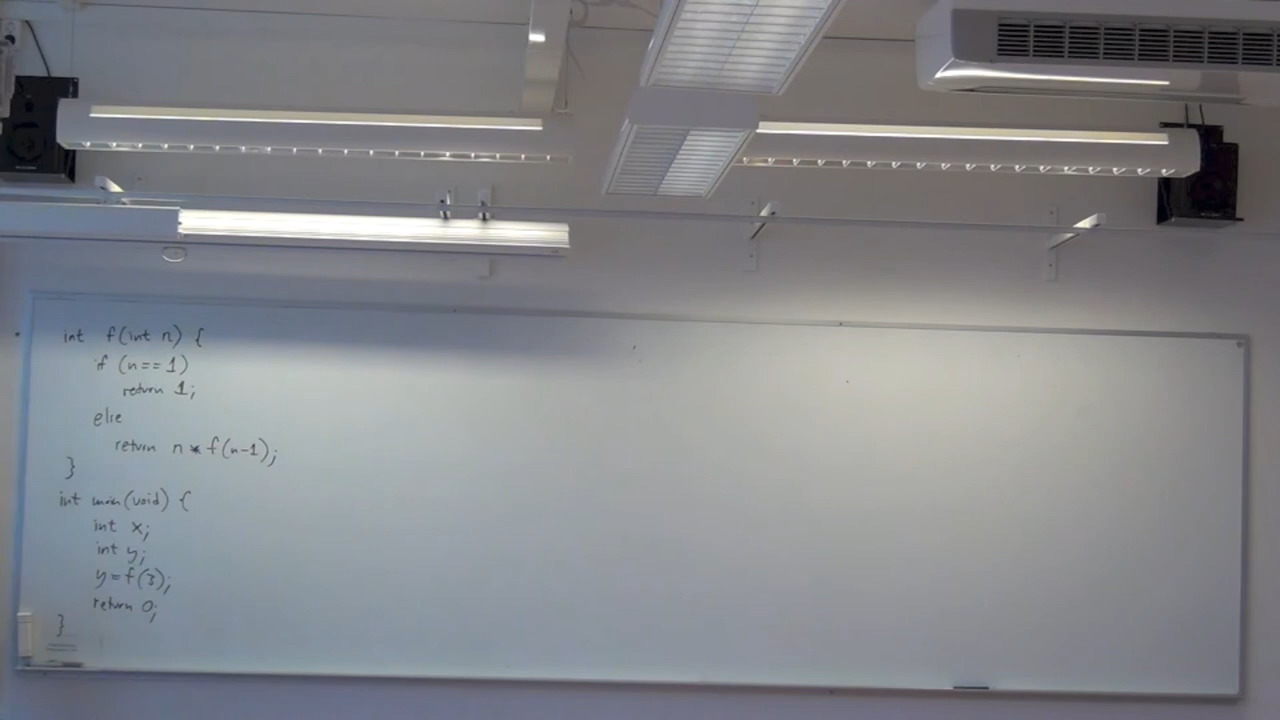 int f(int n) {
if (n == 1)
return 1;
else
return n * f(n-1);
}
int main(void) {
int x;
int y;
y = f(3);
return 0;
}